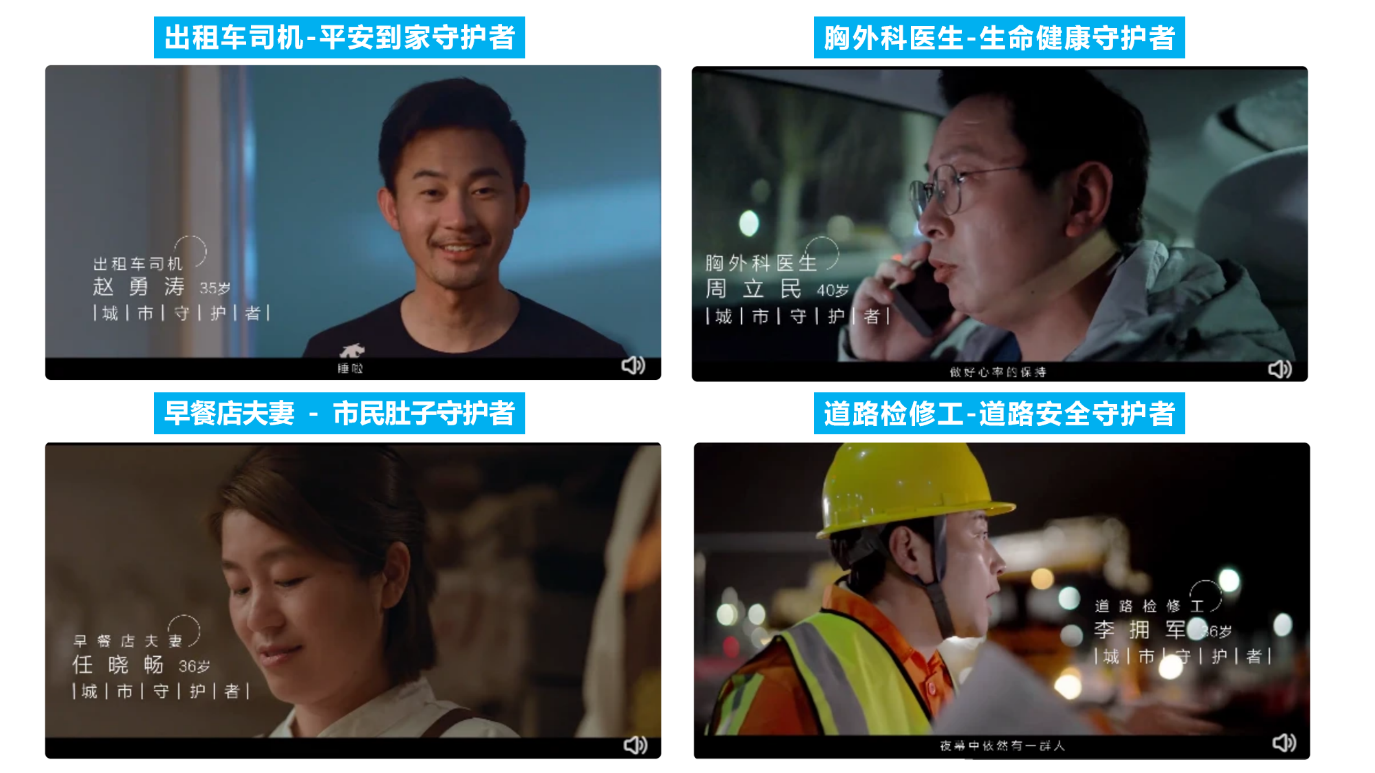 出租车司机-平安到家守护者
出租车司机
赵勇涛 35岁
|城|市|守|护|者|
睡啦
胸外科医生-生命健康守护者
胸外科医生
周立民 40岁
|城|市|守|护|者|
做好心率的保持
早餐店夫妻 - 市民肚子守护者
早餐店夫妻
任晓畅 36岁
|城|市|守|护|者|
道路检修工-道路安全守护者
道路检修工
李拥军 36岁
|城|市|守|护|者|
夜幕中依然有一群人